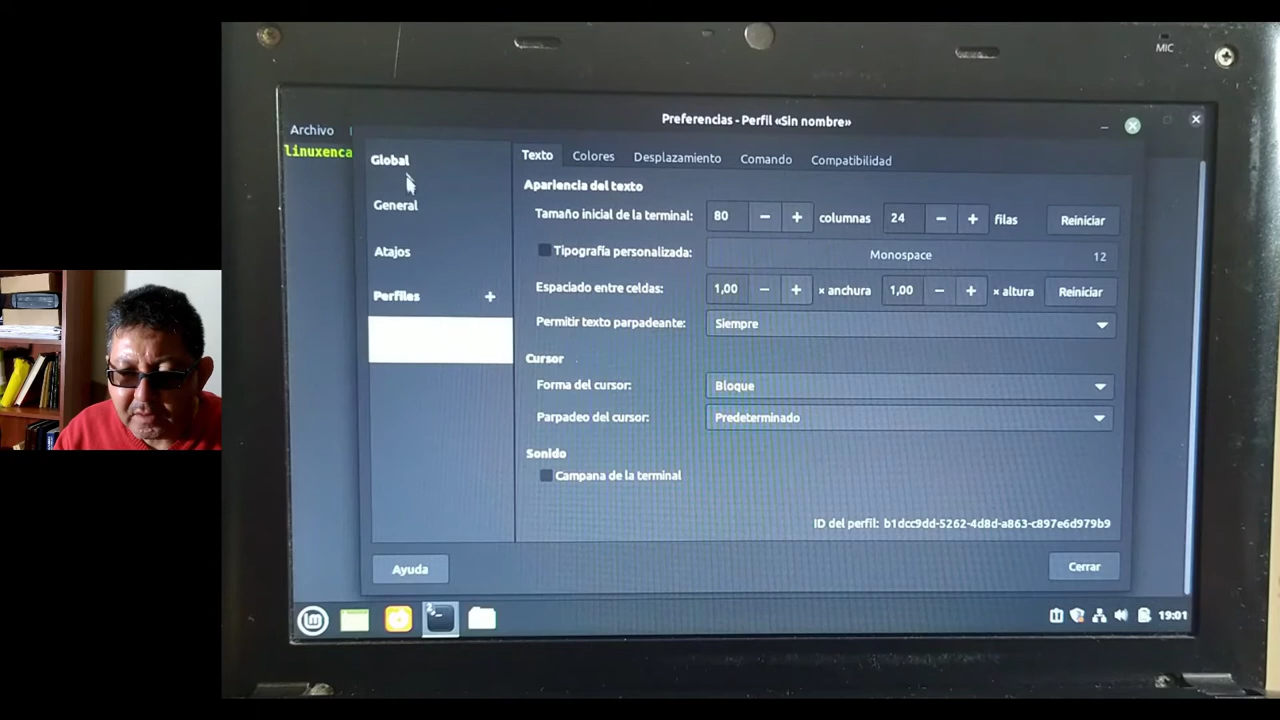 MIC
Preferencias - Perfil «Sin nombre»
Archivo
linuxenca
Global
General
Atajos
Perfiles +
Texto Colores Desplazamiento Comando Compatibilidad
Apariencia del texto
Tamaño inicial de la terminal: 80 − + columnas 24 − + filas Reiniciar
Tipografía personalizada: Monospace 12
Espaciado entre celdas: 1,00 − + × anchura 1,00 − + × altura Reiniciar
Permitir texto parpadeante: Siempre
Cursor
Forma del cursor: Bloque
Parpadeo del cursor: Predeterminado
Sonido
Campana de la terminal
ID del perfil: b1dcc9dd-5262-4d8d-a863-c897e6d979b9
Ayuda Cerrar
19:01